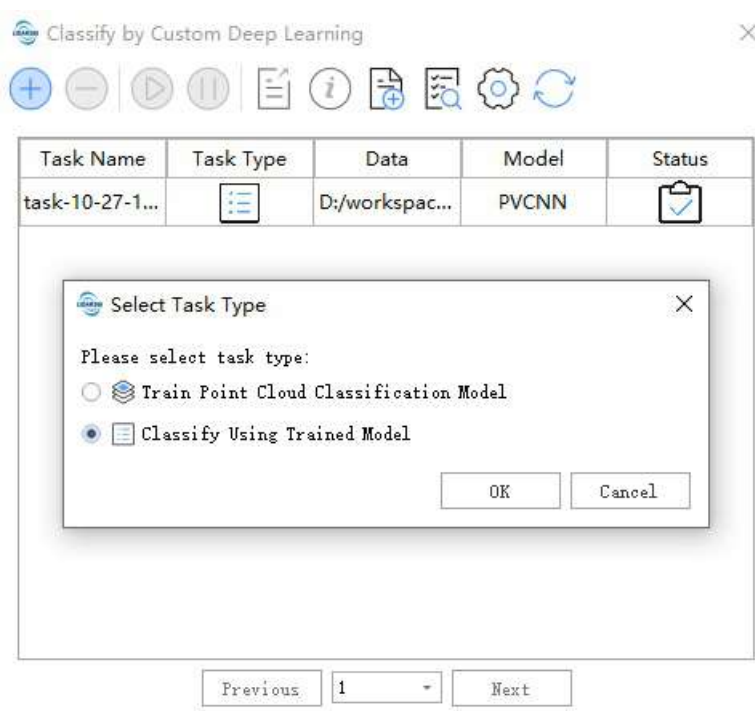 Classify by Custom Deep Learning
Task Name Task Type Data Model Status
task-10-27-1... D:/workspac... PVCNN
Select Task Type
Please select task type:
Train Point Cloud Classification Model
Classify Using Trained Model
OK Cancel
Previous 1 Next